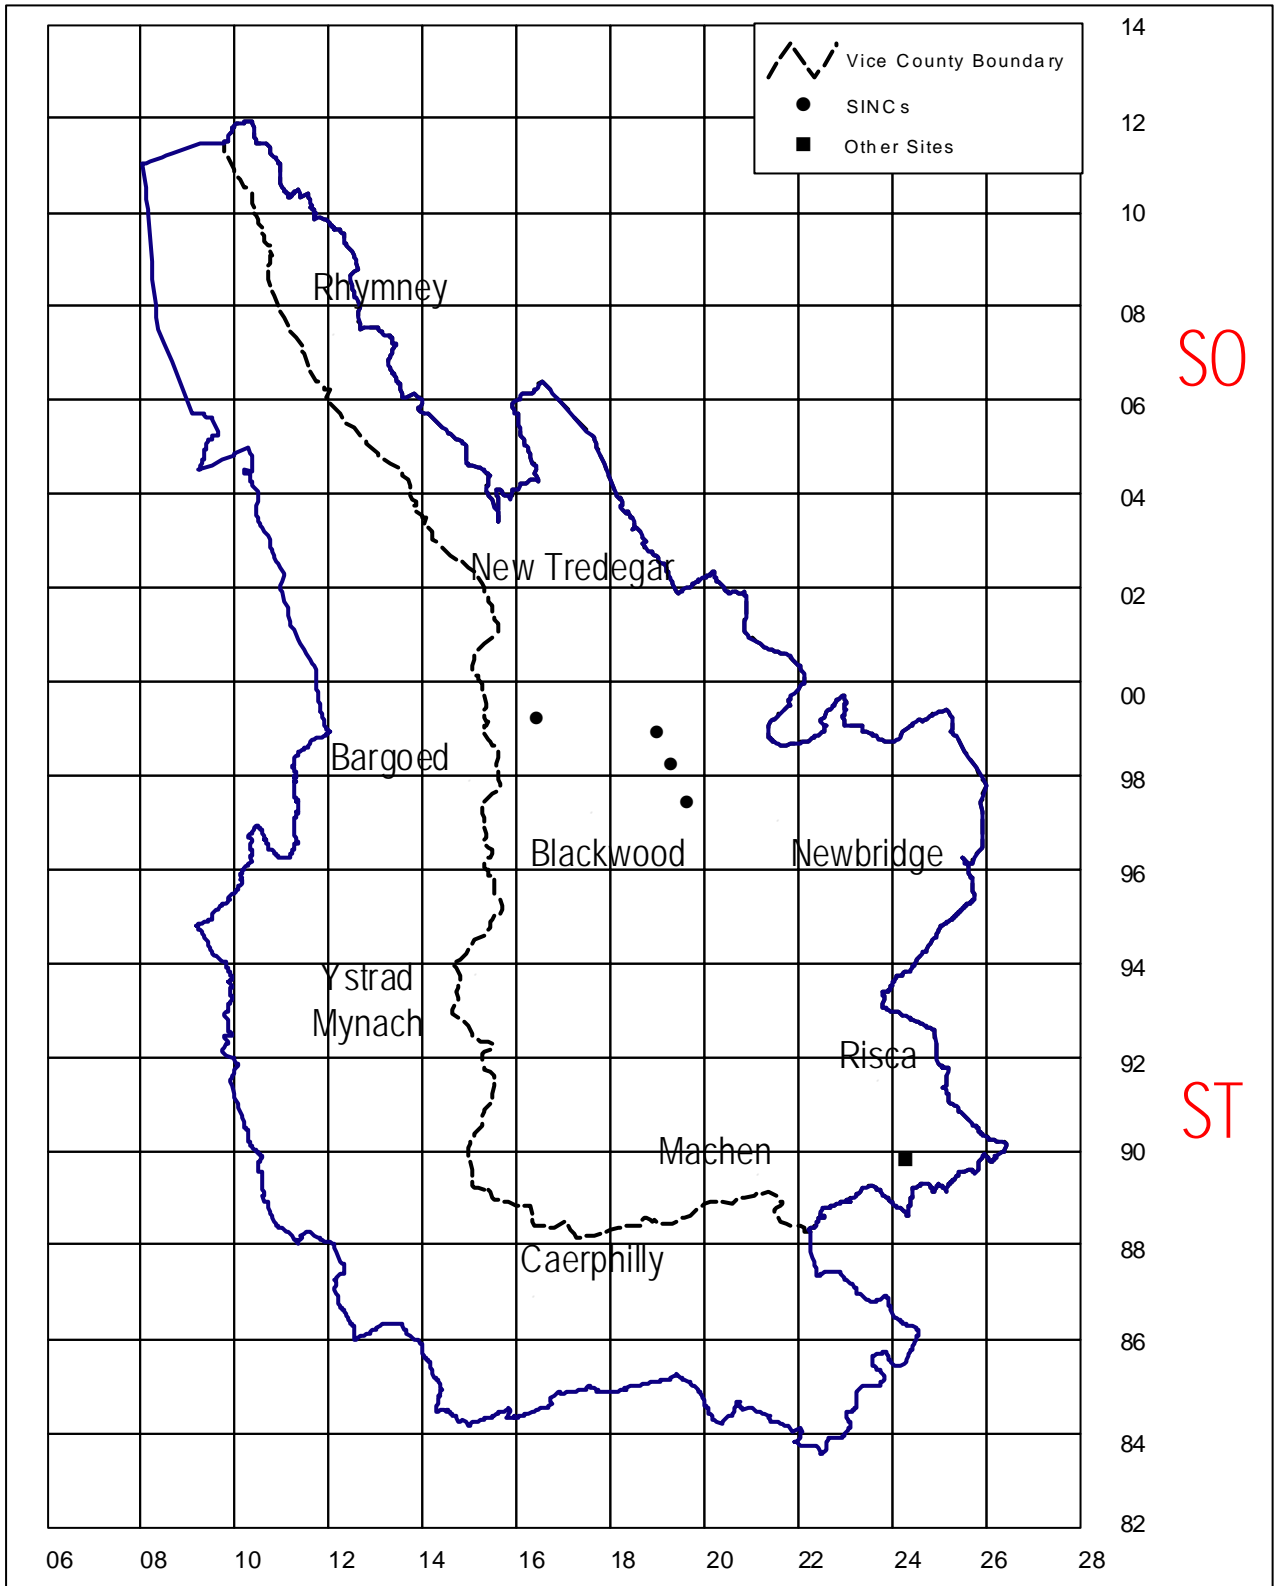 14
Vice County Boundary
SINCs
12
Other Sites
10
Rhymney
08
SO
06
04
New Tredegar
02
00
Bargoed
98
Blackwood
Newbridge
96
Ystrad
Mynach
94
Risca
92
ST
Machen
90
Caerphilly
88
86
84
82
06 08 10 12 14 16 18 20 22 24 26 28